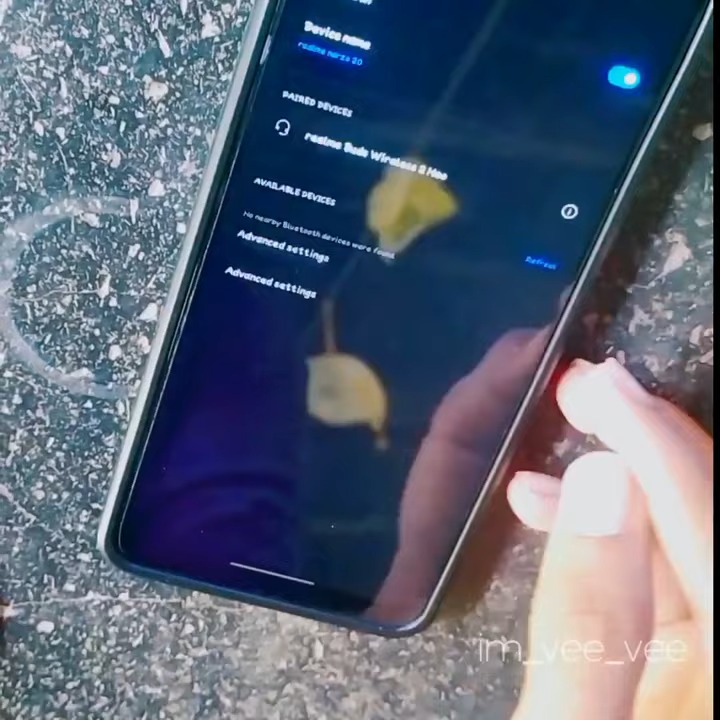 Device name
realme narzo 20
PAIRED DEVICES
realme Buds Wireless 2 Neo
AVAILABLE DEVICES
No nearby Bluetooth devices were found
Refresh
Advanced settings
Advanced settings
im_vee_vee